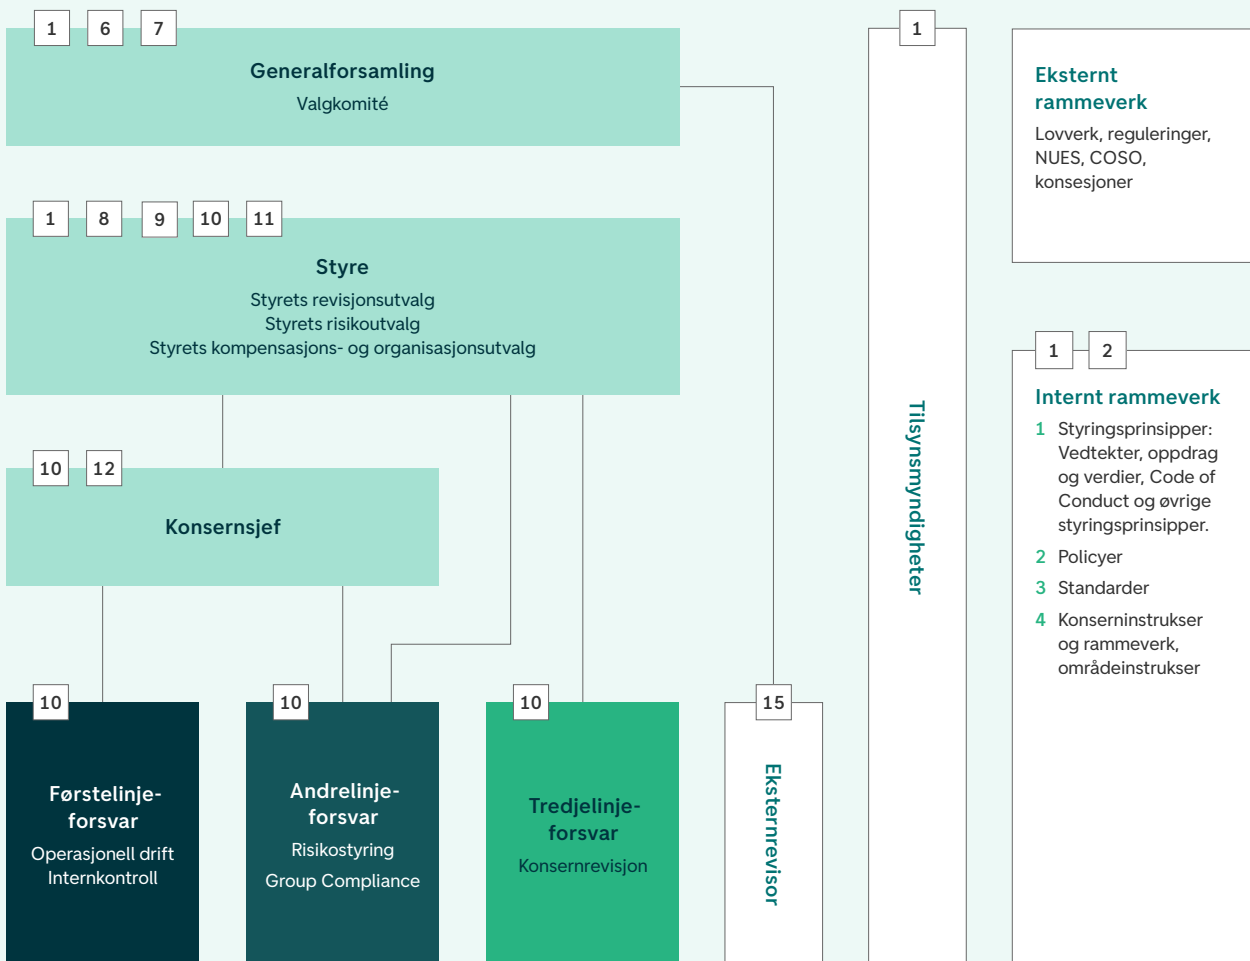 1 6 7
Generalforsamling
Valgkomité
1 8 9 10 11
Styre
Styrets revisjonsutvalg
Styrets risikoutvalg
Styrets kompensasjons- og organisasjonsutvalg
10 12
Konsernsjef
10
Førstelinje-
forsvar
Operasjonell drift
Internkontroll
10
Andrelinje-
forsvar
Risikostyring
Group Compliance
10
Tredjelinje-
forsvar
Konsernrevisjon
15
Eksternrevisor
1
Tilsynsmyndigheter
Eksternt
rammeverk
Lovverk, reguleringer,
NUES, COSO,
konsesjoner
1 2
Internt rammeverk
1 Styringsprinsipper:
Vedtekter, oppdrag
og verdier, Code of
Conduct og øvrige
styringsprinsipper.
2 Policyer
3 Standarder
4 Konserninstrukser
og rammeverk,
områdeinstrukser